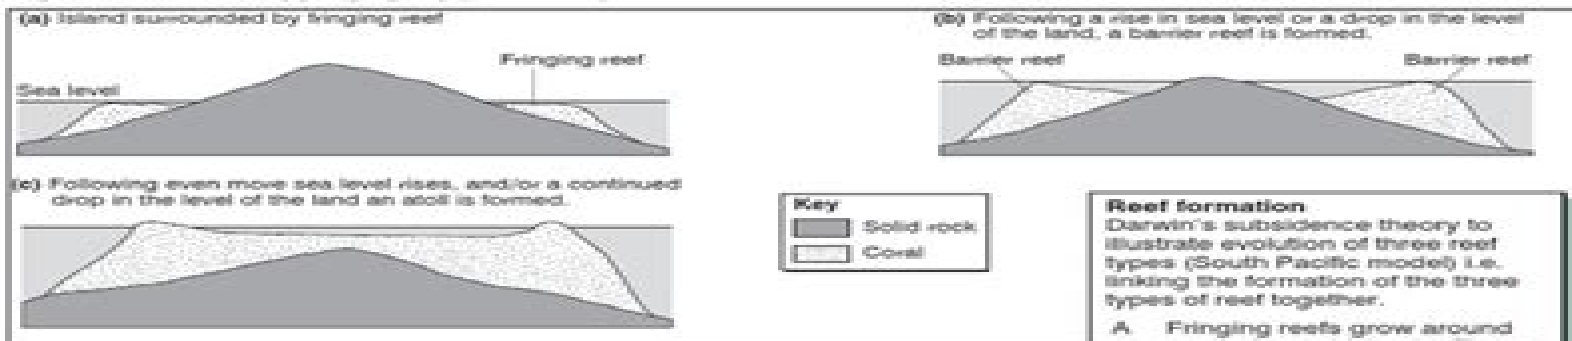 (a) Island surrounded by fringing reef
Fringing reef
Sea level
(b) Following a rise in sea level or a drop in the level
of the land, a barrier reef is formed.
Barrier reef
Barrier reef
(c) Following even move sea level rises, and/or a continued
drop in the level of the land an atoll is formed.
Key
Solid rock
Coral
Reef formation
Darwin's subsidence theory to
illustrate evolution of three reef
types (South Pacific model) i.e.
linking the formation of the three
types of reef together.
A Fringing reefs grow around